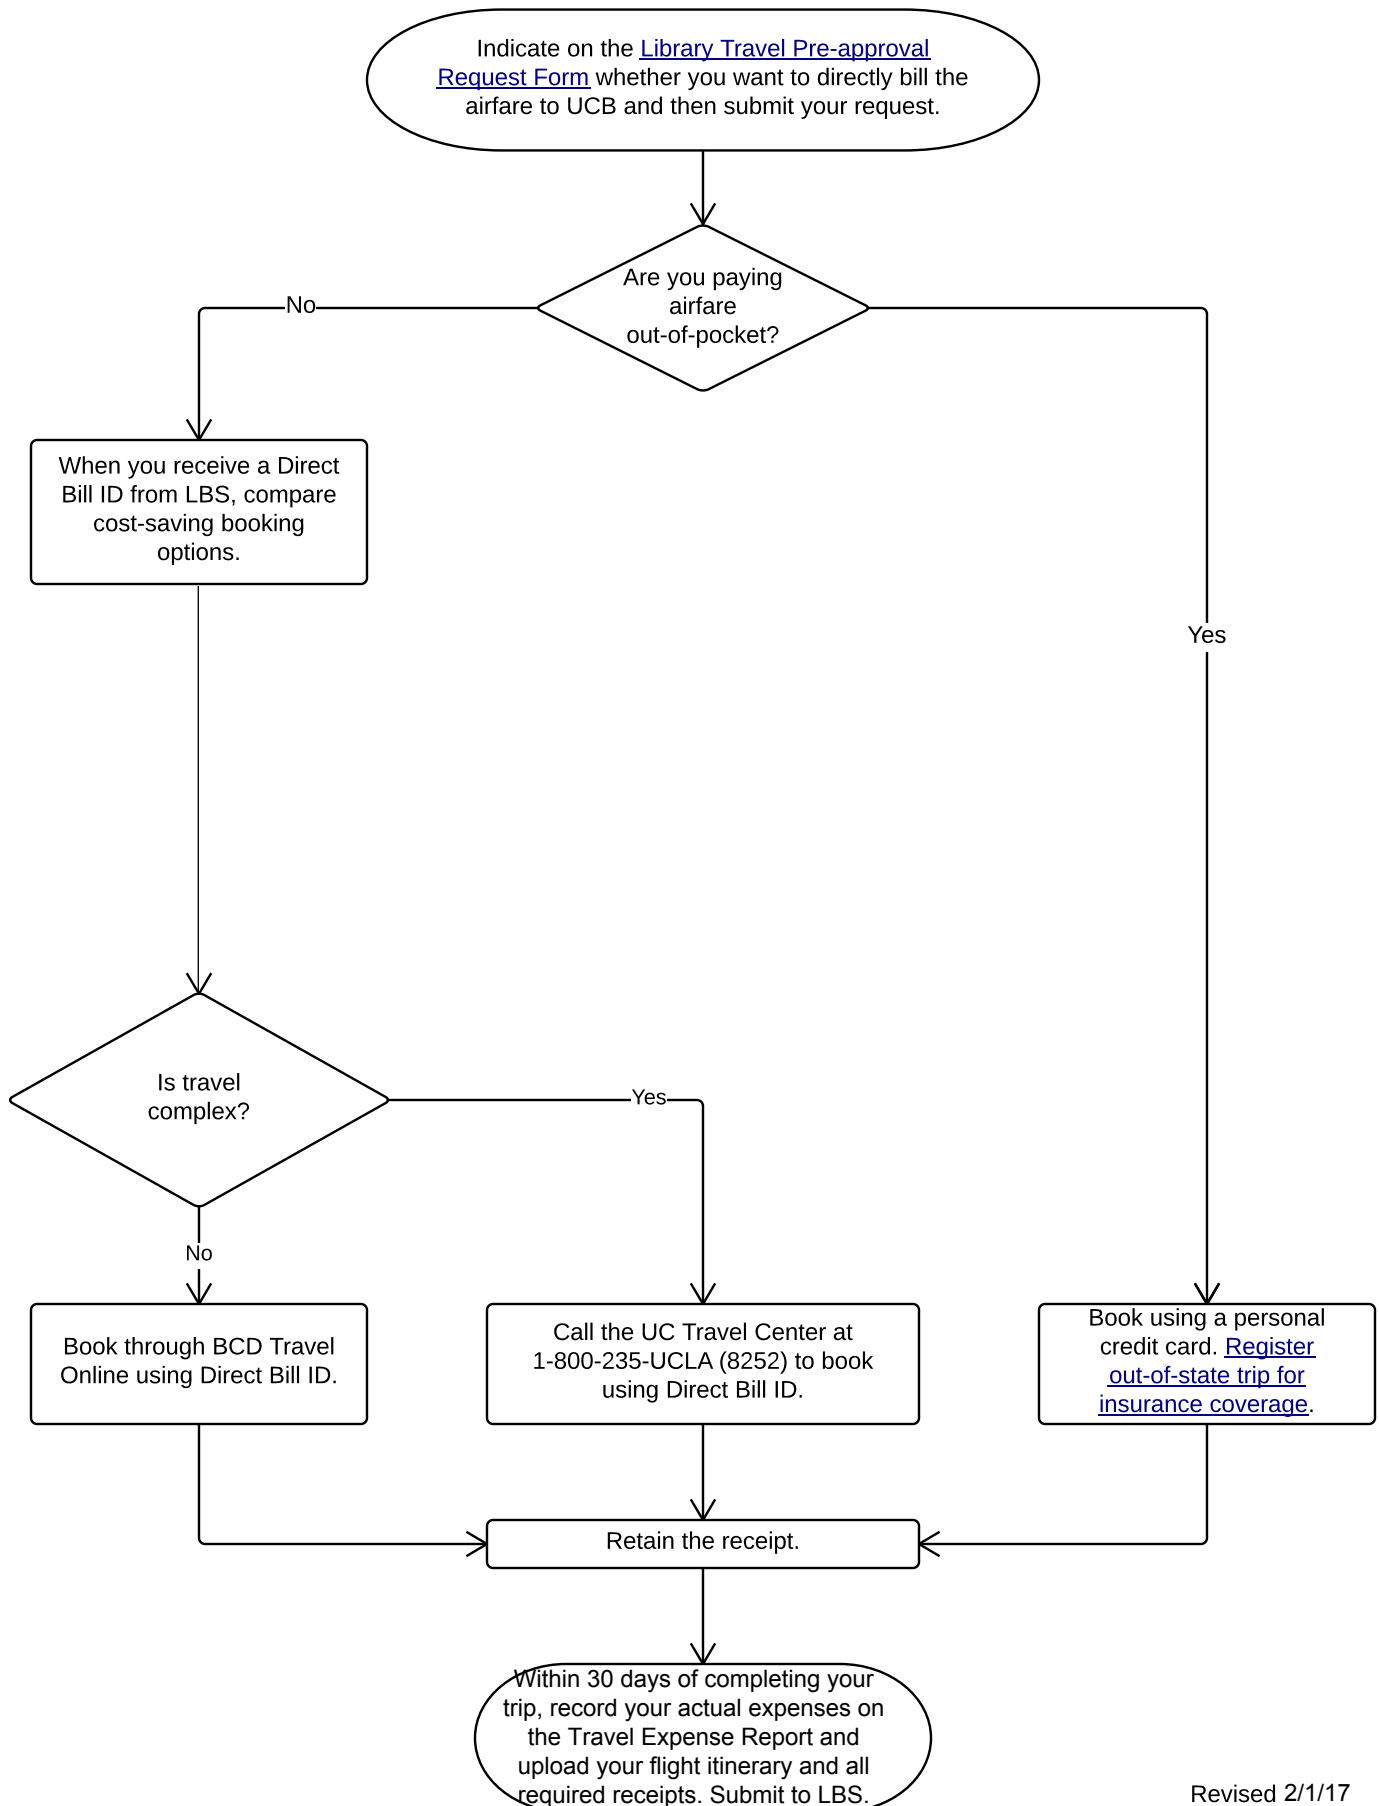 Indicate on the Library Travel Pre-approval
Request Form whether you want to directly bill the
airfare to UCB and then submit your request.
Are you paying
airfare
out-of-pocket?
No
When you receive a Direct
Bill ID from LBS, compare
cost-saving booking
options.
Yes
Is travel
complex?
Yes
No
Book through BCD Travel
Online using Direct Bill ID.
Call the UC Travel Center at
1-800-235-UCLA (8252) to book
using Direct Bill ID.
Book using a personal
credit card. Register
out-of-state trip for
insurance coverage.
Retain the receipt.
Within 30 days of completing your
trip, record your actual expenses on
the Travel Expense Report and
upload your flight itinerary and all
required receipts. Submit to LBS.
Revised 2/1/17